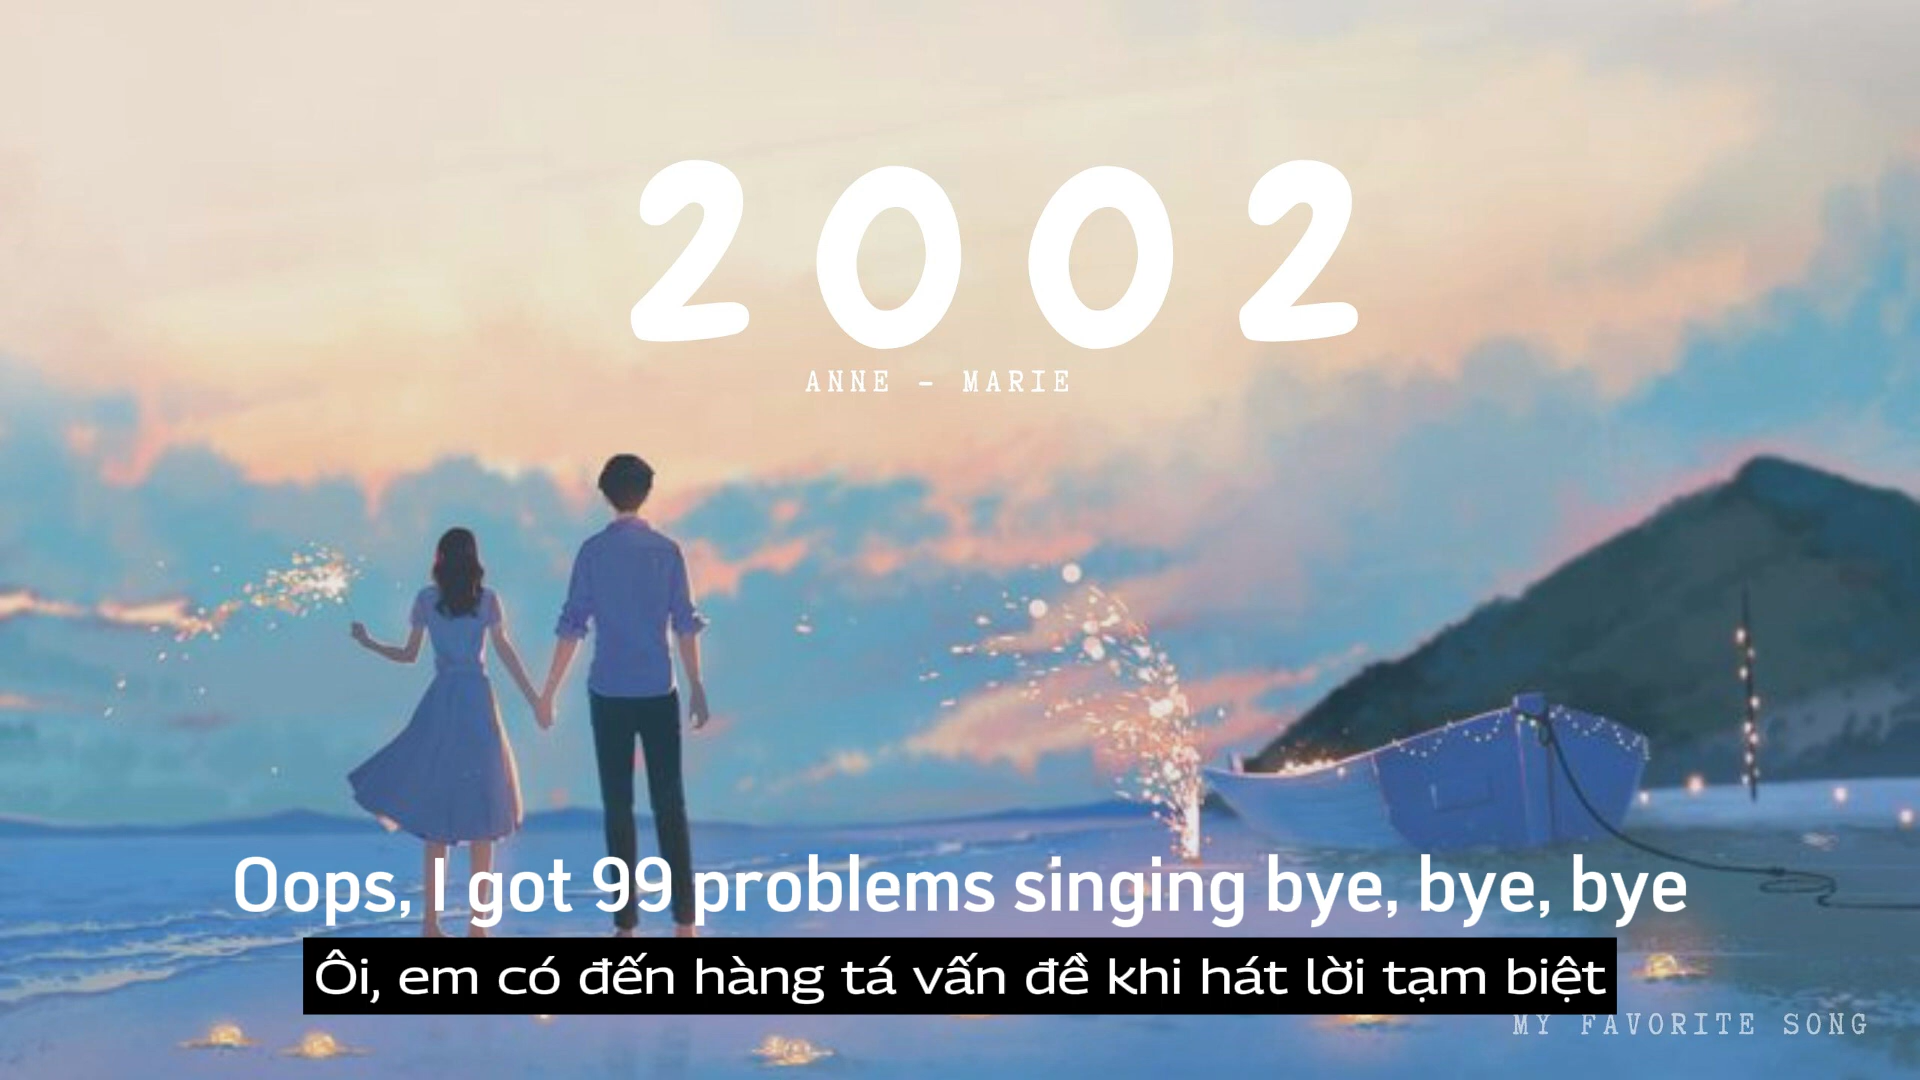 2002
ANNE - MARIE
Oops, I got 99 problems singing bye, bye, bye
Ôi, em có đến hàng tá vấn đề khi hát lời tạm biệt
MY FAVORITE SONG